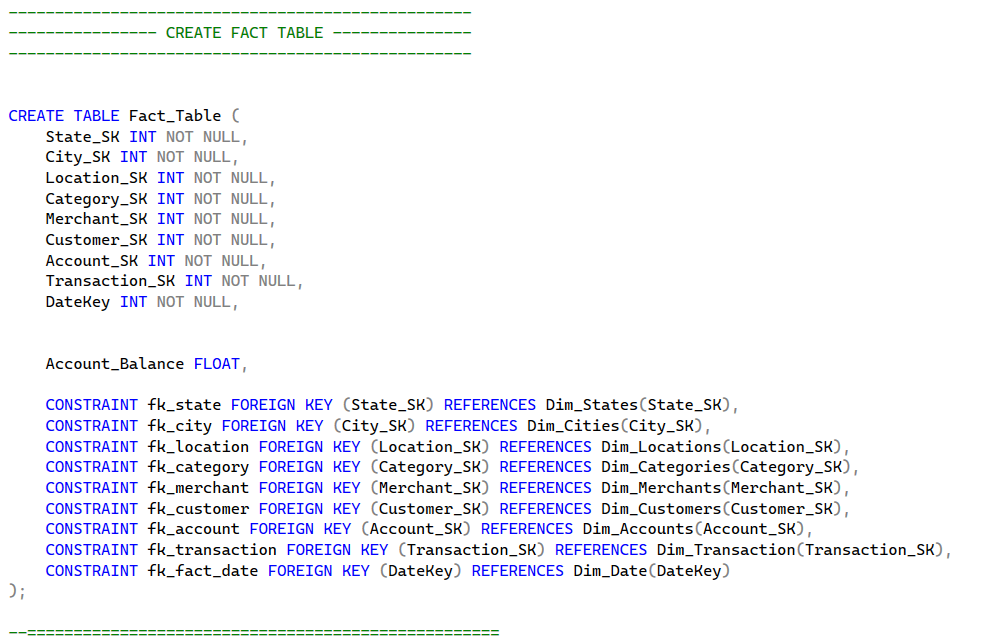 --------------------------------------------------
---------------- CREATE FACT TABLE ---------------
--------------------------------------------------
CREATE TABLE Fact_Table (
    State_SK INT NOT NULL,
    City_SK INT NOT NULL,
    Location_SK INT NOT NULL,
    Category_SK INT NOT NULL,
    Merchant_SK INT NOT NULL,
    Customer_SK INT NOT NULL,
    Account_SK INT NOT NULL,
    Transaction_SK INT NOT NULL,
    DateKey INT NOT NULL,
    Account_Balance FLOAT,
    CONSTRAINT fk_state FOREIGN KEY (State_SK) REFERENCES Dim_States(State_SK),
    CONSTRAINT fk_city FOREIGN KEY (City_SK) REFERENCES Dim_Cities(City_SK),
    CONSTRAINT fk_location FOREIGN KEY (Location_SK) REFERENCES Dim_Locations(Location_SK),
    CONSTRAINT fk_category FOREIGN KEY (Category_SK) REFERENCES Dim_Categories(Category_SK),
    CONSTRAINT fk_merchant FOREIGN KEY (Merchant_SK) REFERENCES Dim_Merchants(Merchant_SK),
    CONSTRAINT fk_customer FOREIGN KEY (Customer_SK) REFERENCES Dim_Customers(Customer_SK),
    CONSTRAINT fk_account FOREIGN KEY (Account_SK) REFERENCES Dim_Accounts(Account_SK),
    CONSTRAINT fk_transaction FOREIGN KEY (Transaction_SK) REFERENCES Dim_Transaction(Transaction_SK),
    CONSTRAINT fk_fact_date FOREIGN KEY (DateKey) REFERENCES Dim_Date(DateKey)
);
--===================================================